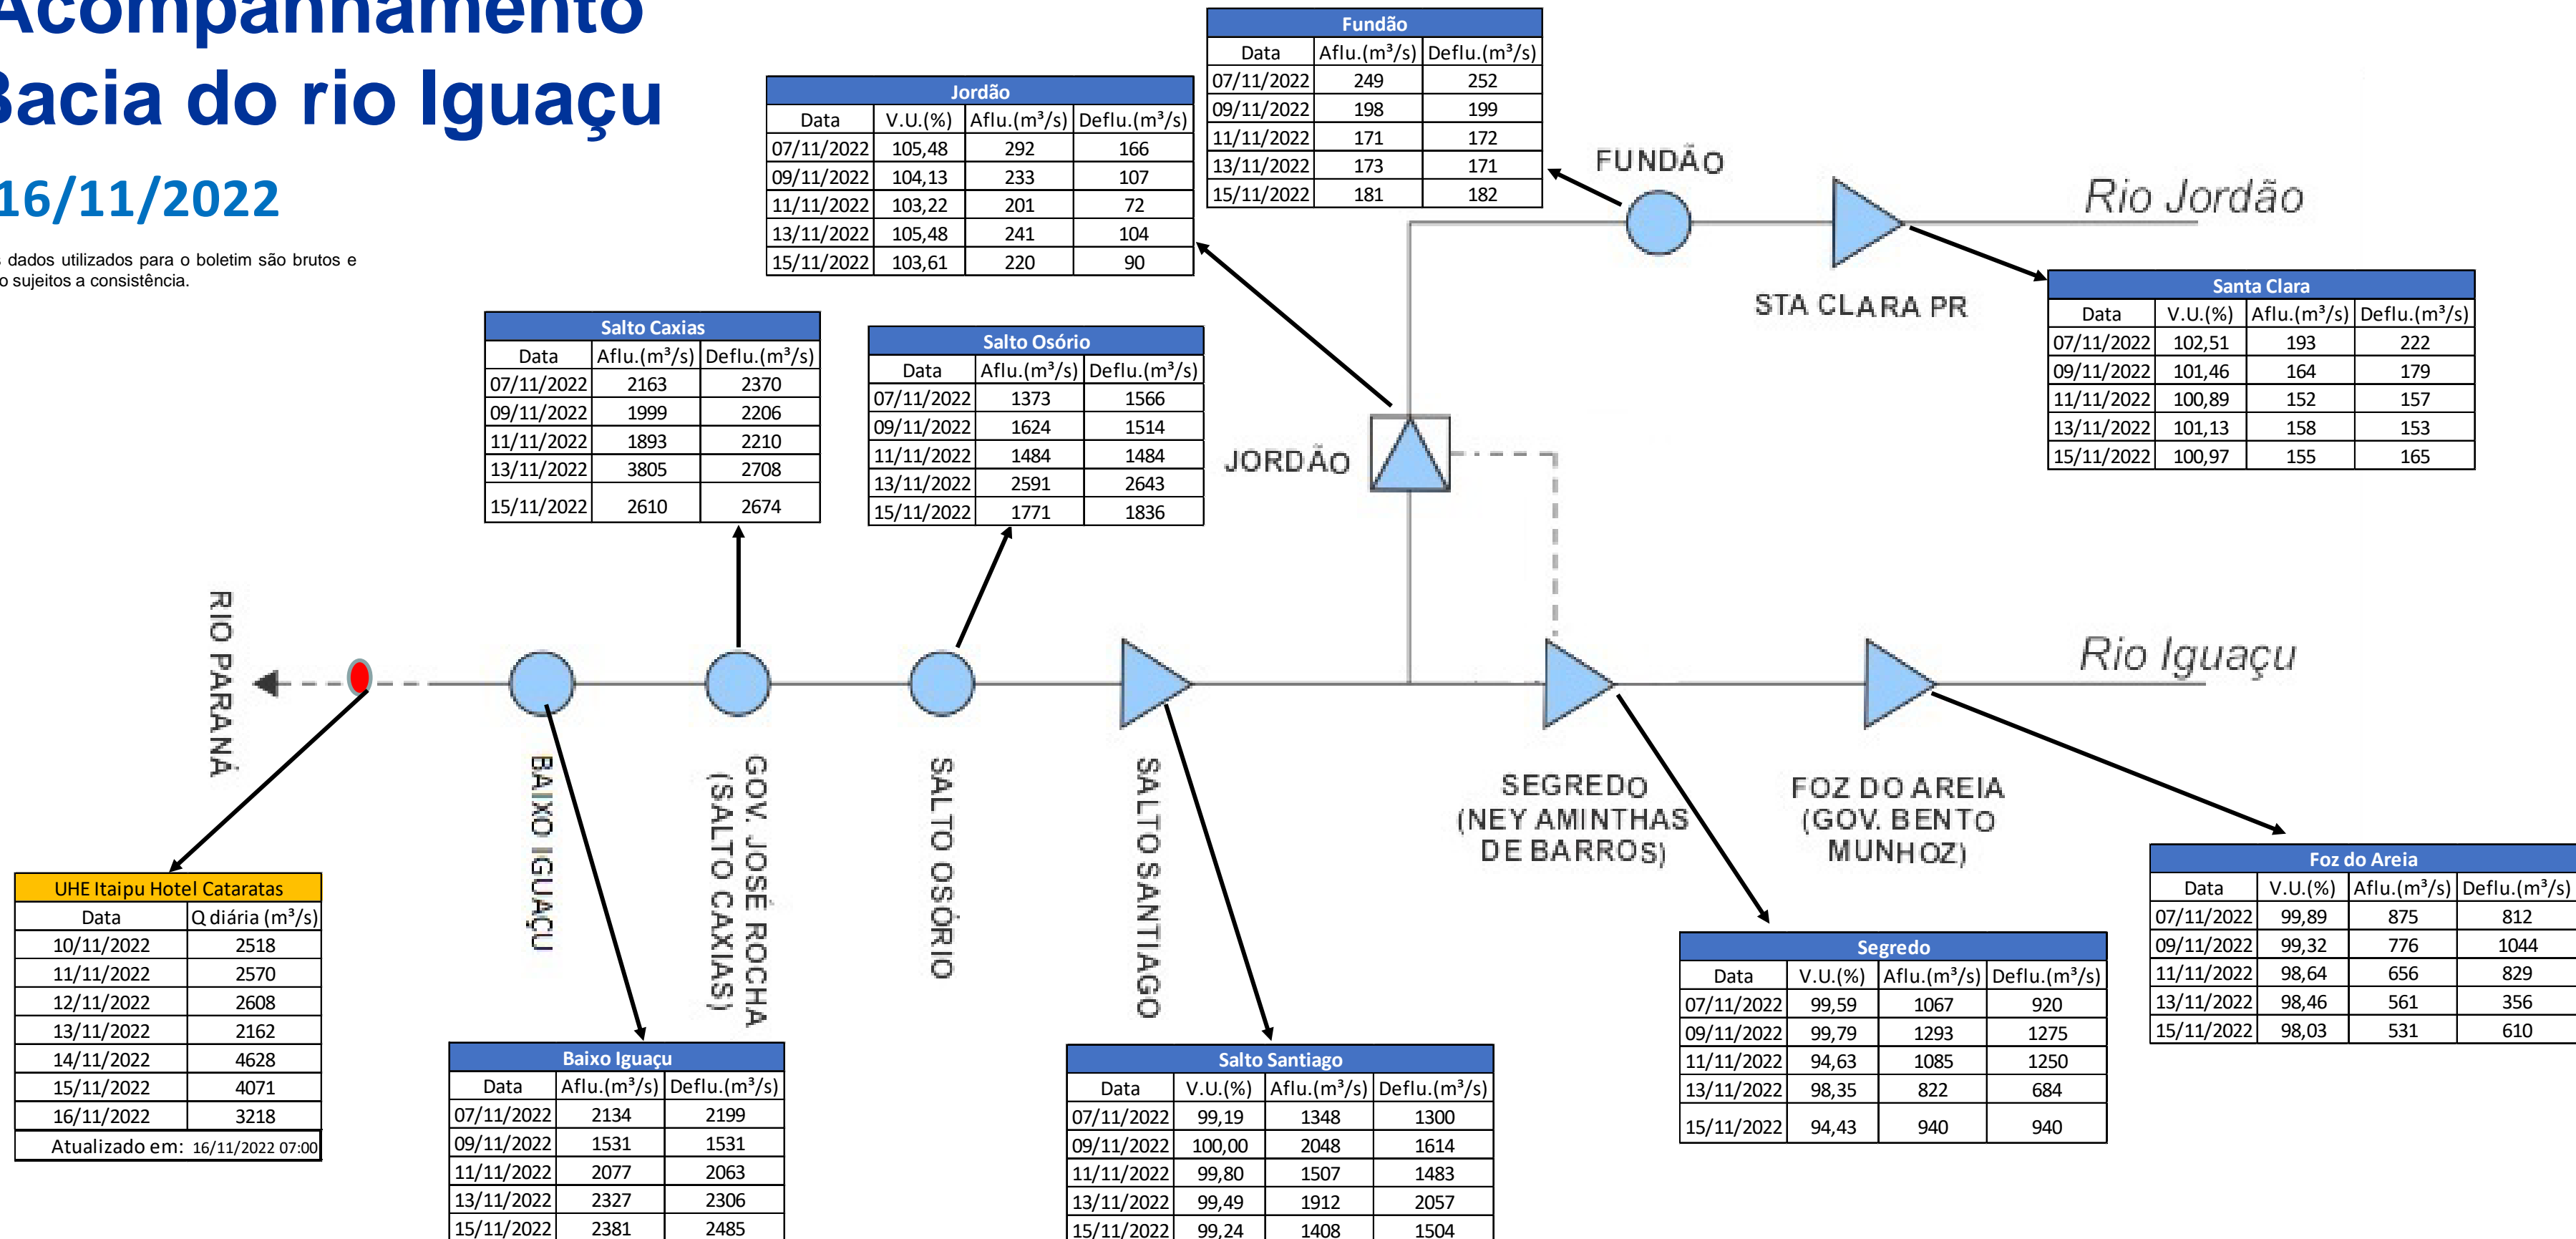 Acompanhamento
Bacia do rio Iguaçu
16/11/2022
s dados utilizados para o boletim são brutos e
o sujeitos a consistência.
Fundão
Data Aflu.(m³/s) Deflu.(m³/s)
07/11/2022 249 252
09/11/2022 198 199
11/11/2022 171 172
13/11/2022 173 171
15/11/2022 181 182
Jordão
Data V.U.(%) Aflu.(m³/s) Deflu.(m³/s)
07/11/2022 105,48 292 166
09/11/2022 104,13 233 107
11/11/2022 103,22 201 72
13/11/2022 105,48 241 104
15/11/2022 103,61 220 90
FUNDÃO
Rio Jordão
STA CLARA PR
Santa Clara
Data V.U.(%) Aflu.(m³/s) Deflu.(m³/s)
07/11/2022 102,51 193 222
09/11/2022 101,46 164 179
11/11/2022 100,89 152 157
13/11/2022 101,13 158 153
15/11/2022 100,97 155 165
Salto Caxias
Data Aflu.(m³/s) Deflu.(m³/s)
07/11/2022 2163 2370
09/11/2022 1999 2206
11/11/2022 1893 2210
13/11/2022 3805 2708
15/11/2022 2610 2674
Salto Osório
Data Aflu.(m³/s) Deflu.(m³/s)
07/11/2022 1373 1566
09/11/2022 1624 1514
11/11/2022 1484 1484
13/11/2022 2591 2643
15/11/2022 1771 1836
JORDÃO
RIO PARANÁ
Rio Iguaçu
BAIXO IGUAÇU
GOV. JOSÉ ROCHA
(SALTO CAXIAS)
SALTO OSÓRIO
SALTO SANTIAGO
SEGREDO
(NEY AMINTHAS
DE BARROS)
FOZ DO AREIA
(GOV. BENTO
MUNHOZ)
UHE Itaipu Hotel Cataratas
Data Q diária (m³/s)
10/11/2022 2518
11/11/2022 2570
12/11/2022 2608
13/11/2022 2162
14/11/2022 4628
15/11/2022 4071
16/11/2022 3218
Atualizado em: 16/11/2022 07:00
Baixo Iguaçu
Data Aflu.(m³/s) Deflu.(m³/s)
07/11/2022 2134 2199
09/11/2022 1531 1531
11/11/2022 2077 2063
13/11/2022 2327 2306
15/11/2022 2381 2485
Salto Santiago
Data V.U.(%) Aflu.(m³/s) Deflu.(m³/s)
07/11/2022 99,19 1348 1300
09/11/2022 100,00 2048 1614
11/11/2022 99,80 1507 1483
13/11/2022 99,49 1912 2057
15/11/2022 99,24 1408 1504
Segredo
Data V.U.(%) Aflu.(m³/s) Deflu.(m³/s)
07/11/2022 99,59 1067 920
09/11/2022 99,79 1293 1275
11/11/2022 94,63 1085 1250
13/11/2022 98,35 822 684
15/11/2022 94,43 940 940
Foz do Areia
Data V.U.(%) Aflu.(m³/s) Deflu.(m³/s)
07/11/2022 99,89 875 812
09/11/2022 99,32 776 1044
11/11/2022 98,64 656 829
13/11/2022 98,46 561 356
15/11/2022 98,03 531 610